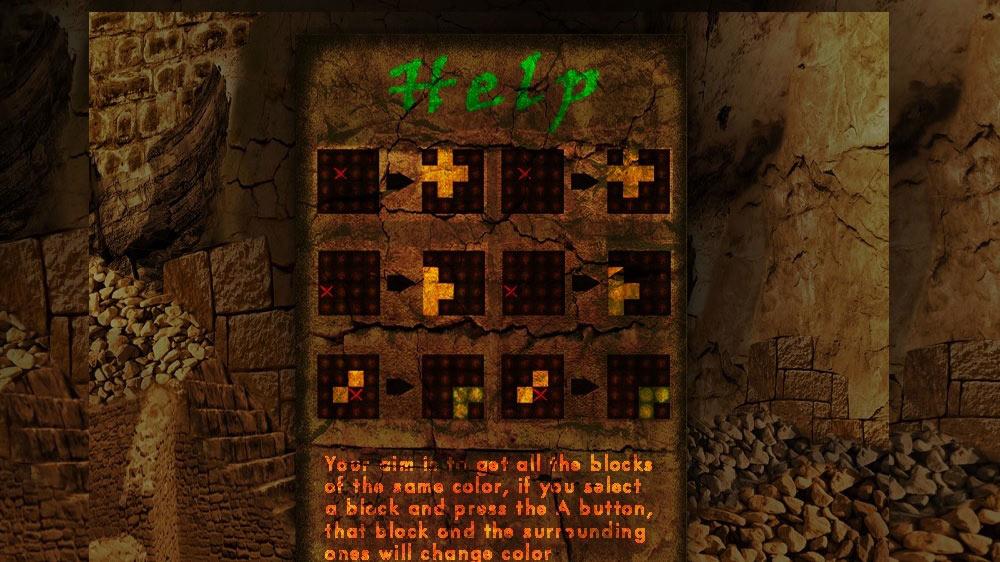 Help
Your aim is to get all the blocks
of the same color, if you select
a block and press the A button,
that block and the surrounding
ones will change color